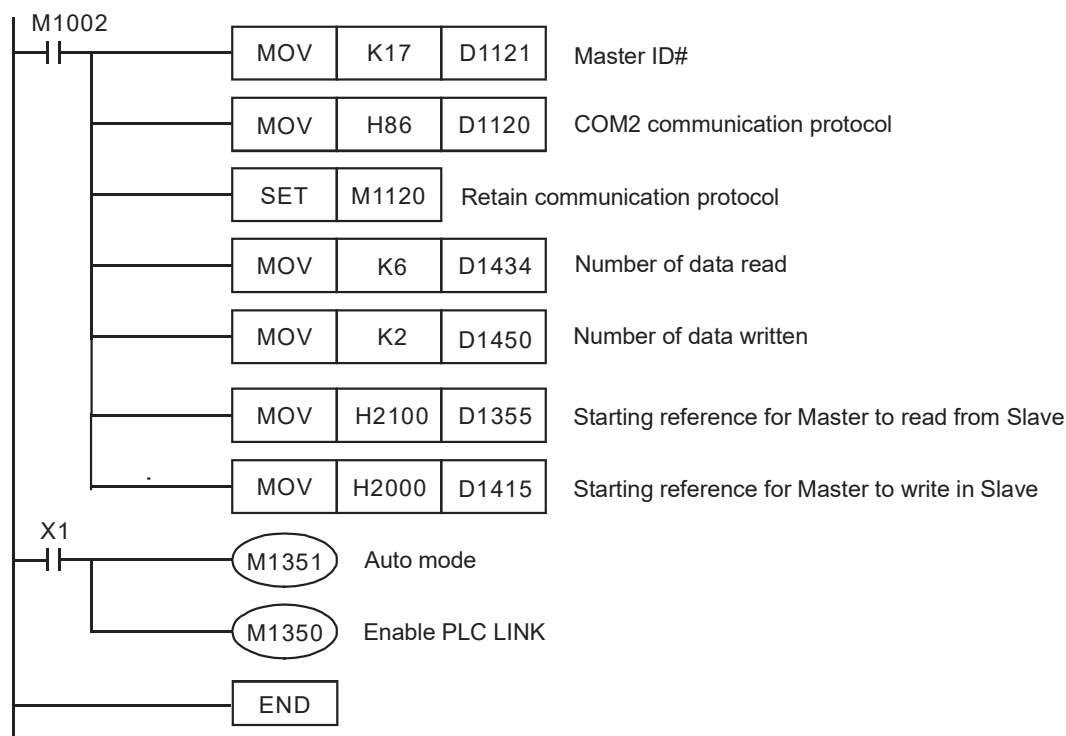 M1002
MOV K17 D1121 Master ID#
MOV H86 D1120 COM2 communication protocol
SET M1120 Retain communication protocol
MOV K6 D1434 Number of data read
MOV K2 D1450 Number of data written
MOV H2100 D1355 Starting reference for Master to read from Slave
MOV H2000 D1415 Starting reference for Master to write in Slave
X1
M1351 Auto mode
M1350 Enable PLC LINK
END